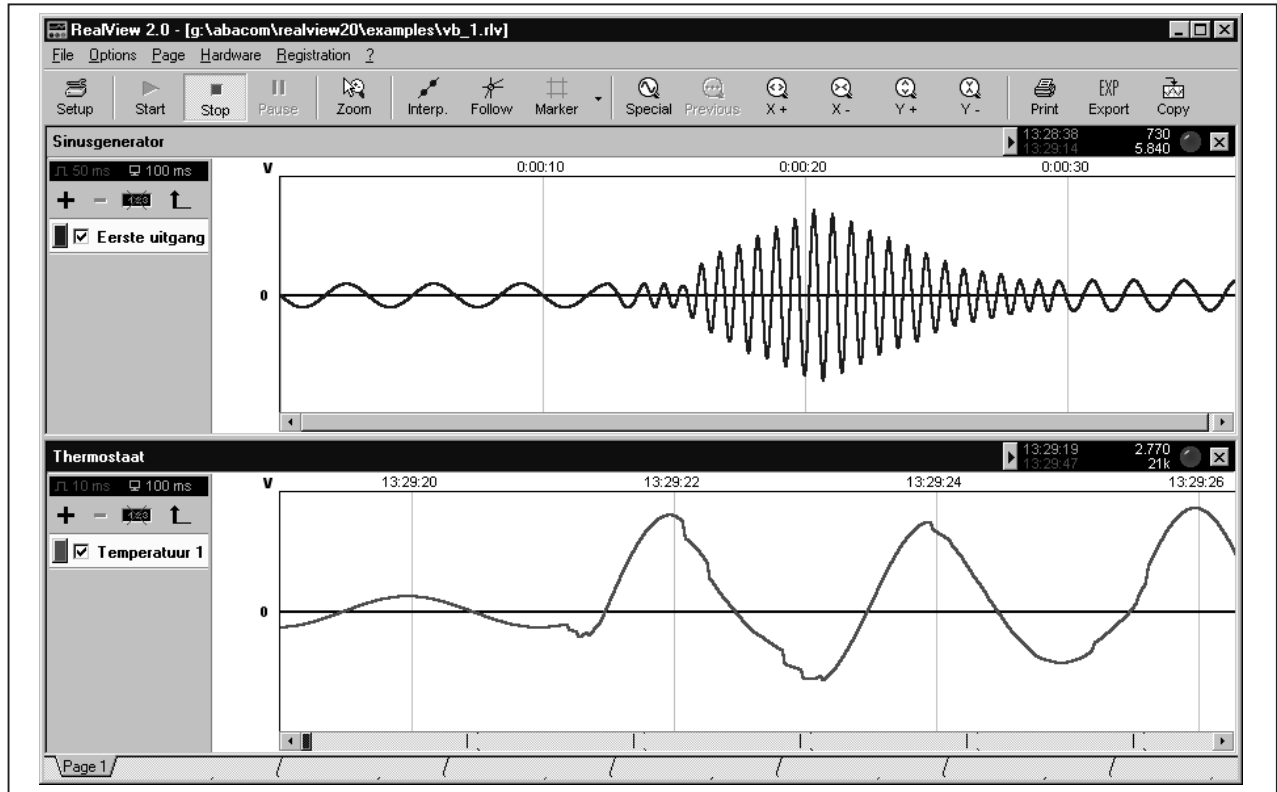 RealView 2.0 - [g:\abacom\realview20\examples\vb_1.rlv]
File Options Page Hardware Registration ?
Setup Start Stop Pause Zoom Interp. Follow Marker Special Previous X + X - Y + Y - Print EXP Export Copy
Sinusgenerator 13:28:38 730
13:29:14 5.840
50 ms 100 ms V 0:00:10 0:00:20 0:00:30
+ - 123
Eerste uitgang
0
Thermostaat 13:29:19 2.770
13:29:47 21k
10 ms 100 ms V 13:29:20 13:29:22 13:29:24 13:29:26
+ - 123
Temperatuur 1
0
Page 1